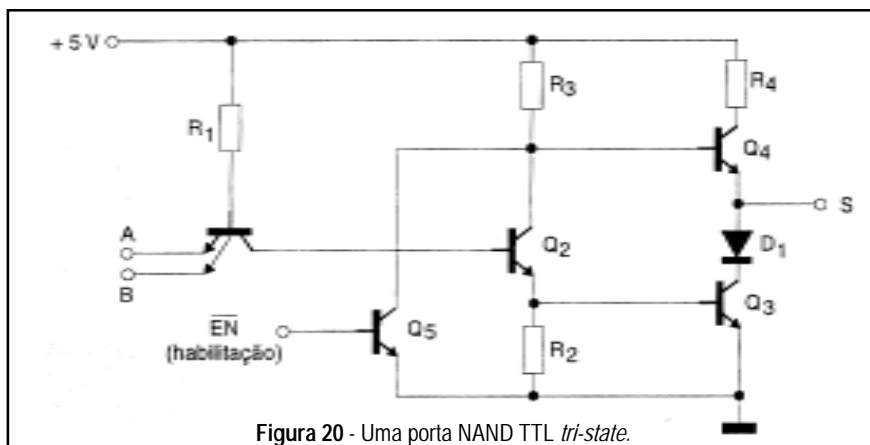 + 5 V
R1
R3
R4
Q4
A
B
Q2
S
D1
EN
(habilitação)
Q5
R2
Q3
Figura 20 - Uma porta NAND TTL tri-state.